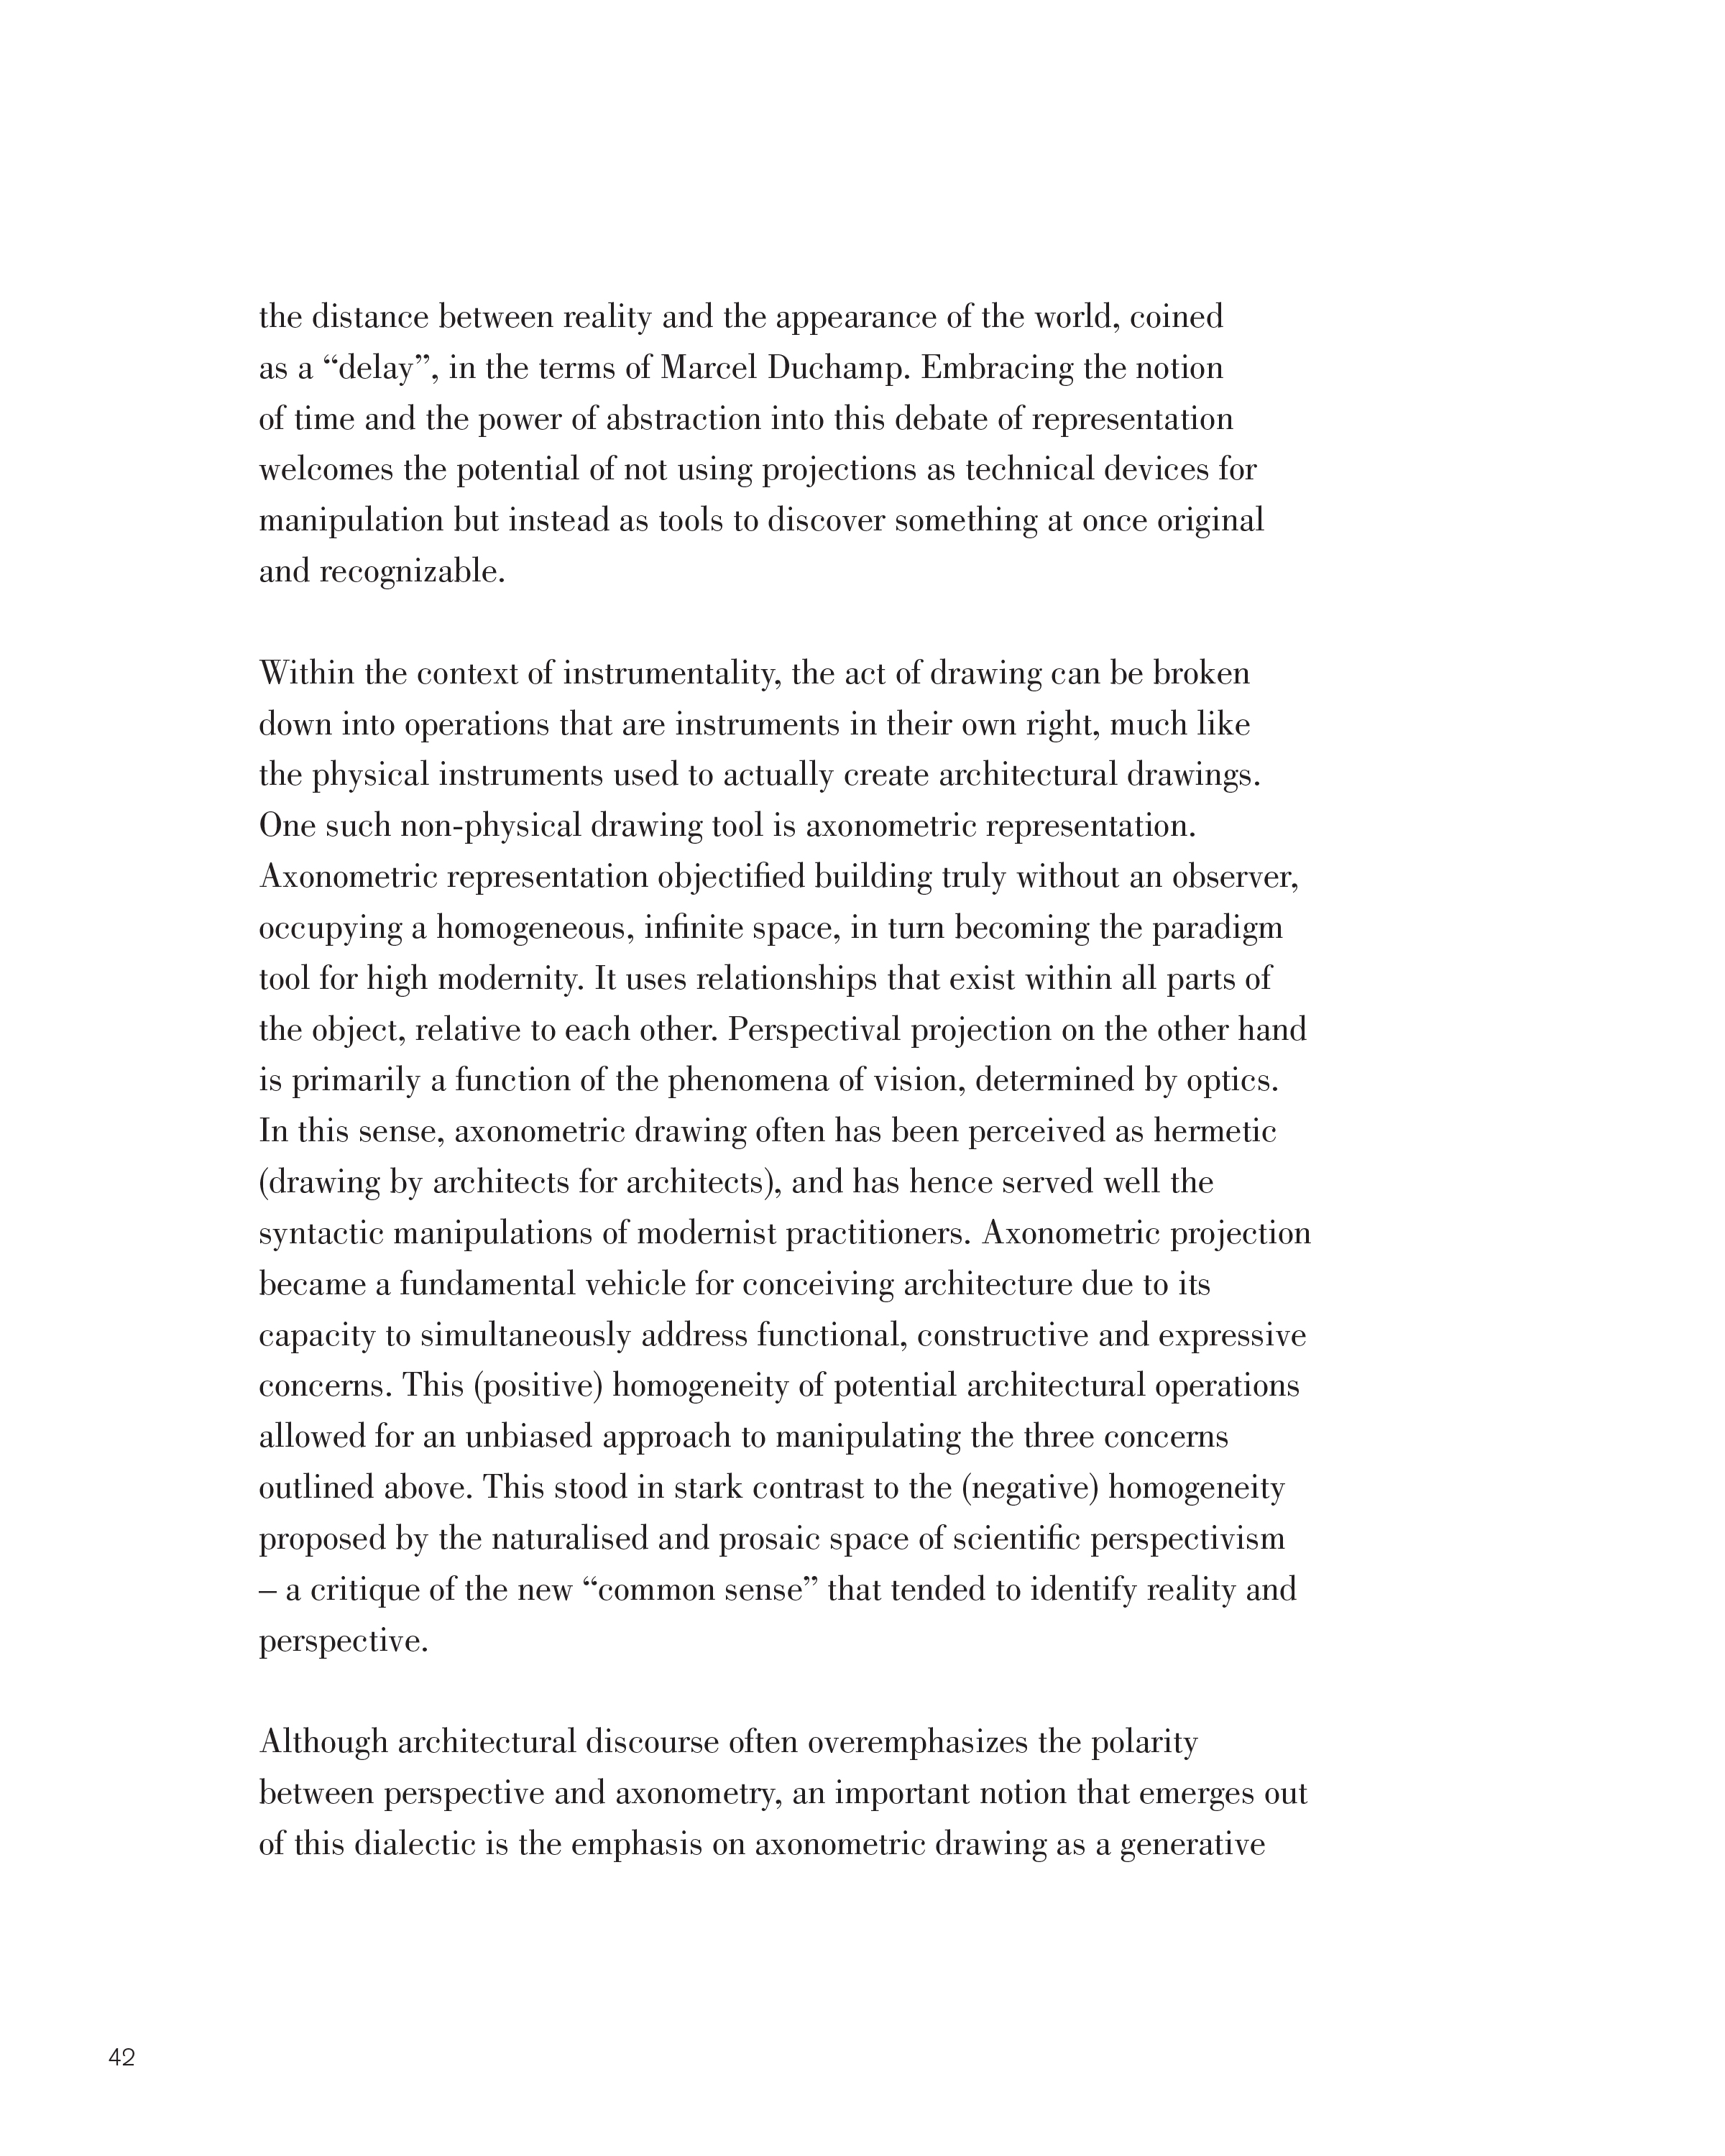 the distance between reality and the appearance of the world, coined
as a “delay”, in the terms of Marcel Duchamp. Embracing the notion
of time and the power of abstraction into this debate of representation
welcomes the potential of not using projections as technical devices for
manipulation but instead as tools to discover something at once original
and recognizable.
Within the context of instrumentality, the act of drawing can be broken
down into operations that are instruments in their own right, much like
the physical instruments used to actually create architectural drawings.
One such non-physical drawing tool is axonometric representation.
Axonometric representation objectified building truly without an observer,
occupying a homogeneous, infinite space, in turn becoming the paradigm
tool for high modernity. It uses relationships that exist within all parts of
the object, relative to each other. Perspectival projection on the other hand
is primarily a function of the phenomena of vision, determined by optics.
In this sense, axonometric drawing often has been perceived as hermetic
(drawing by architects for architects), and has hence served well the
syntactic manipulations of modernist practitioners. Axonometric projection
became a fundamental vehicle for conceiving architecture due to its
capacity to simultaneously address functional, constructive and expressive
concerns. This (positive) homogeneity of potential architectural operations
allowed for an unbiased approach to manipulating the three concerns
outlined above. This stood in stark contrast to the (negative) homogeneity
proposed by the naturalised and prosaic space of scientific perspectivism
– a critique of the new “common sense” that tended to identify reality and
perspective.
Although architectural discourse often overemphasizes the polarity
between perspective and axonometry, an important notion that emerges out
of this dialectic is the emphasis on axonometric drawing as a generative
42